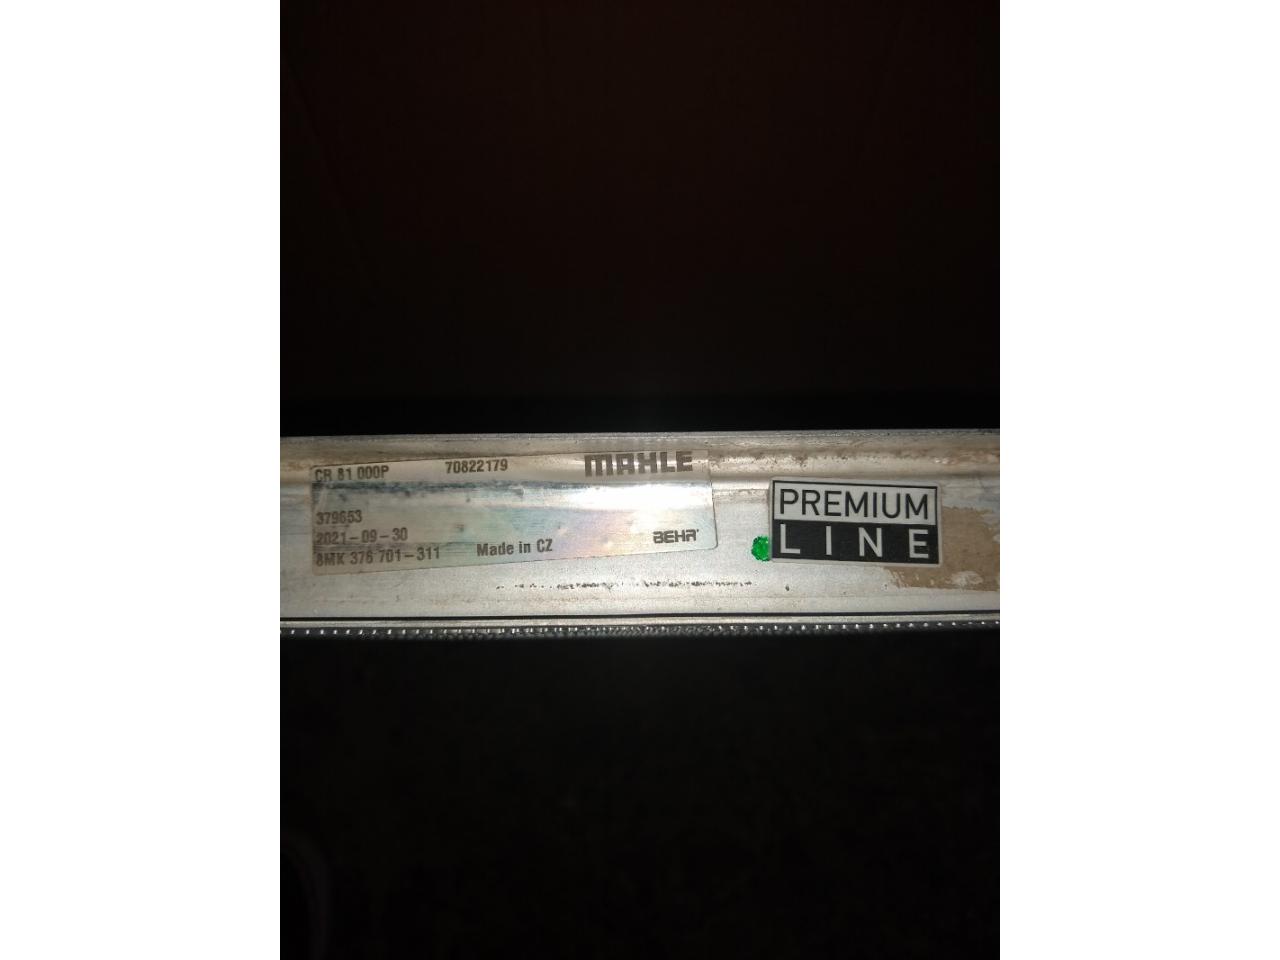 CR 81 000P 70822179 MAHLE
379653
2021-09-30
8MK 376 701-311 Made in CZ BEHR
PREMIUM
LINE